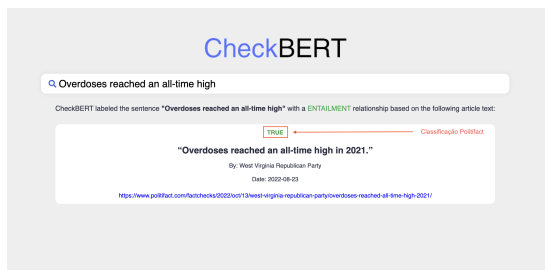 CheckBERT
Overdoses reached an all-time high
CheckBERT labeled the sentence "Overdoses reached an all-time high" with a ENTAILMENT relationship based on the following article text:
TRUE
Classificação Politifact
“Overdoses reached an all-time high in 2021.”
By: West Virginia Republican Party
Date: 2022-08-23
https://www.politifact.com/factchecks/2022/oct/13/west-virginia-republican-party/overdoses-reached-all-time-high-2021/